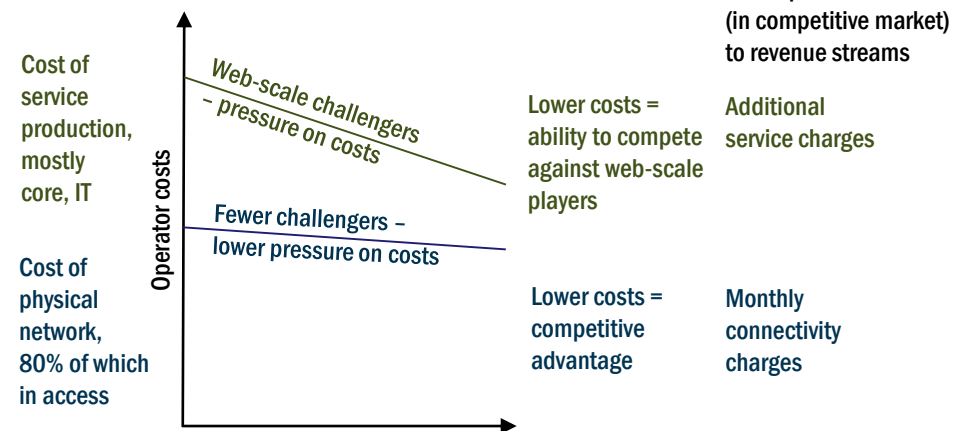 (in competitive market)
to revenue streams
Cost of
service
production,
mostly
core, IT
Web-scale challengers
– pressure on costs
Lower costs =
ability to compete
against web-scale
players
Additional
service charges
Operator costs
Fewer challengers –
lower pressure on costs
Cost of
physical
network,
80% of which
in access
Lower costs =
competitive
advantage
Monthly
connectivity
charges